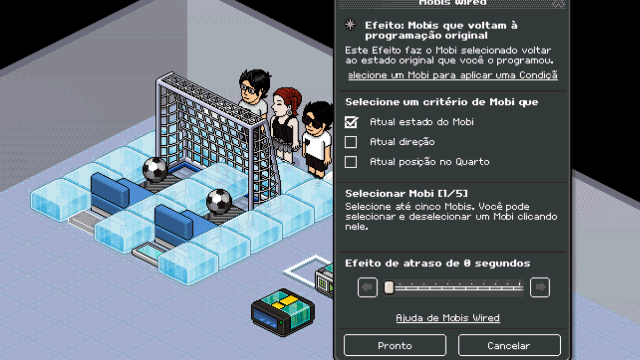 Mobis Wired
Efeito: Mobis que voltam à
programação original
Este Efeito faz o Mobi selecionado voltar
ao estado original que você o programou.
elecione um Mobi para aplicar uma Condiçã
Selecione um critério de Mobi que
Atual estado do Mobi
Atual direção
Atual posição no Quarto
Selecionar Mobi [1/5]
Selecione até cinco Mobis. Você pode
selecionar e deselecionar um Mobi clicando
nele.
Efeito de atraso de 0 segundos
Ajuda de Mobis Wired
Pronto
Cancelar